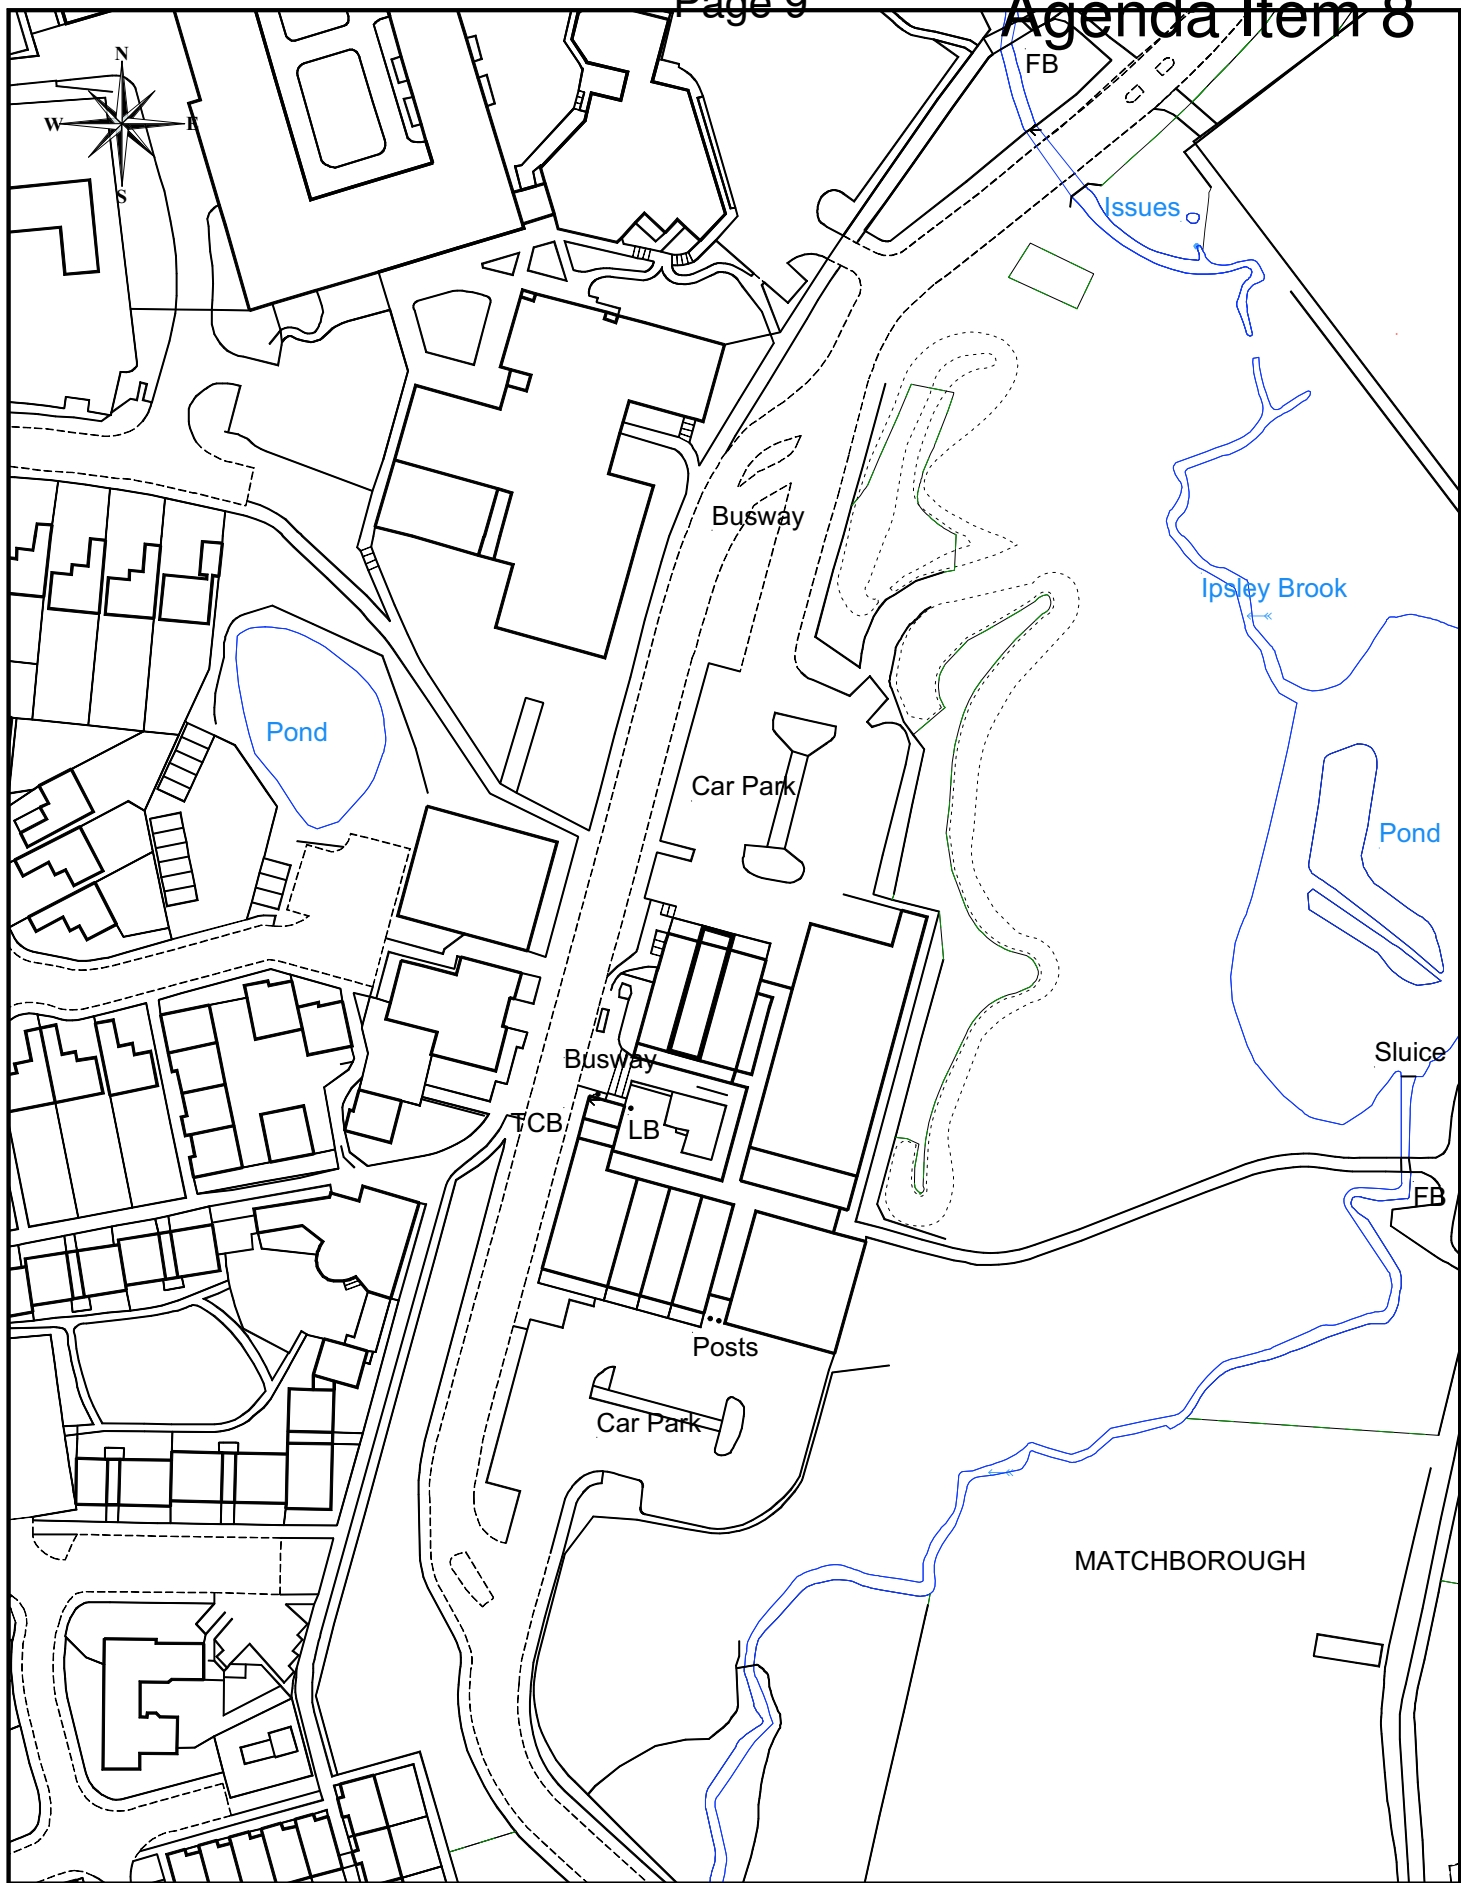 Page 9
Agenda Item 8
FB
N
W E
S
Issues
Busway
Ipsley Brook
Pond
Car Park
Pond
Sluice
Busway
TCB
LB
FB
Posts
Car Park
MATCHBOROUGH